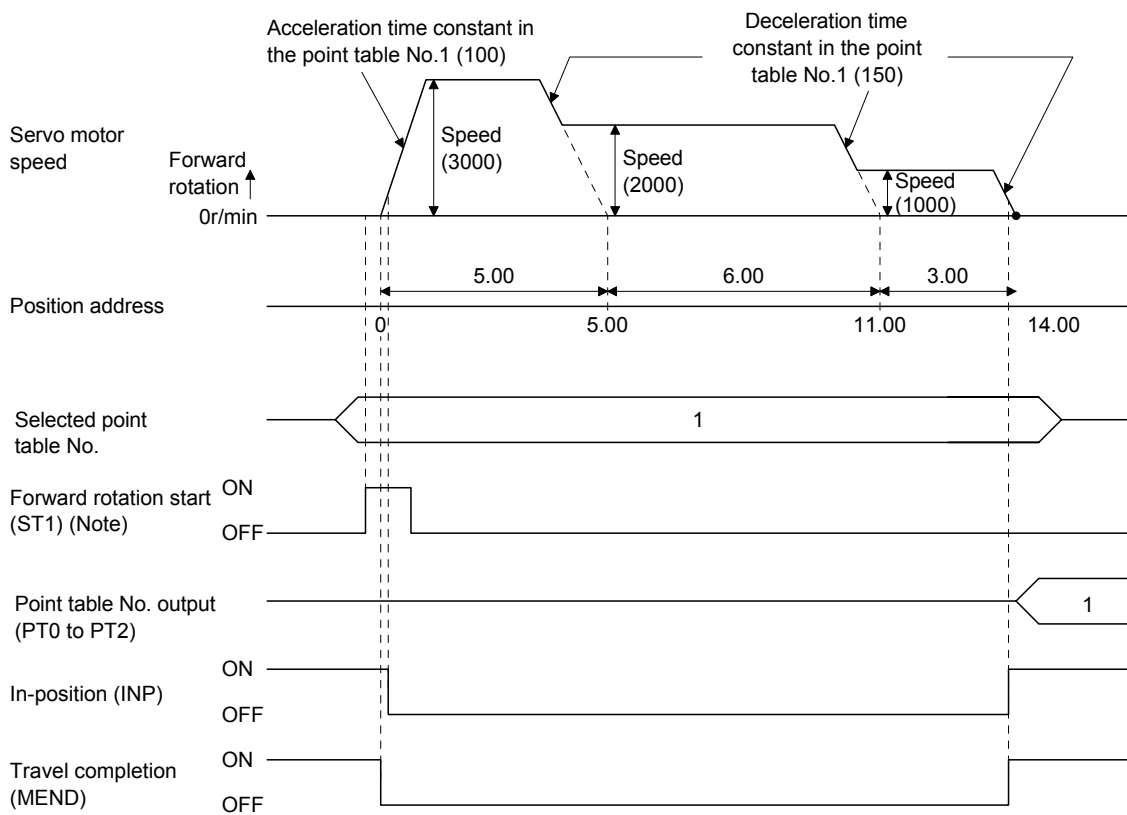 Acceleration time constant in
the point table No.1 (100)
Deceleration time
constant in the point
table No.1 (150)
Servo motor
speed
Forward
rotation
0r/min
Speed
(3000)
Speed
(2000)
Speed
(1000)
5.00
6.00
3.00
Position address
0
5.00
11.00
14.00
Selected point
table No.
1
Forward rotation start
(ST1) (Note)
ON
OFF
Point table No. output
(PT0 to PT2)
1
In-position (INP)
ON
OFF
Travel completion
(MEND)
ON
OFF